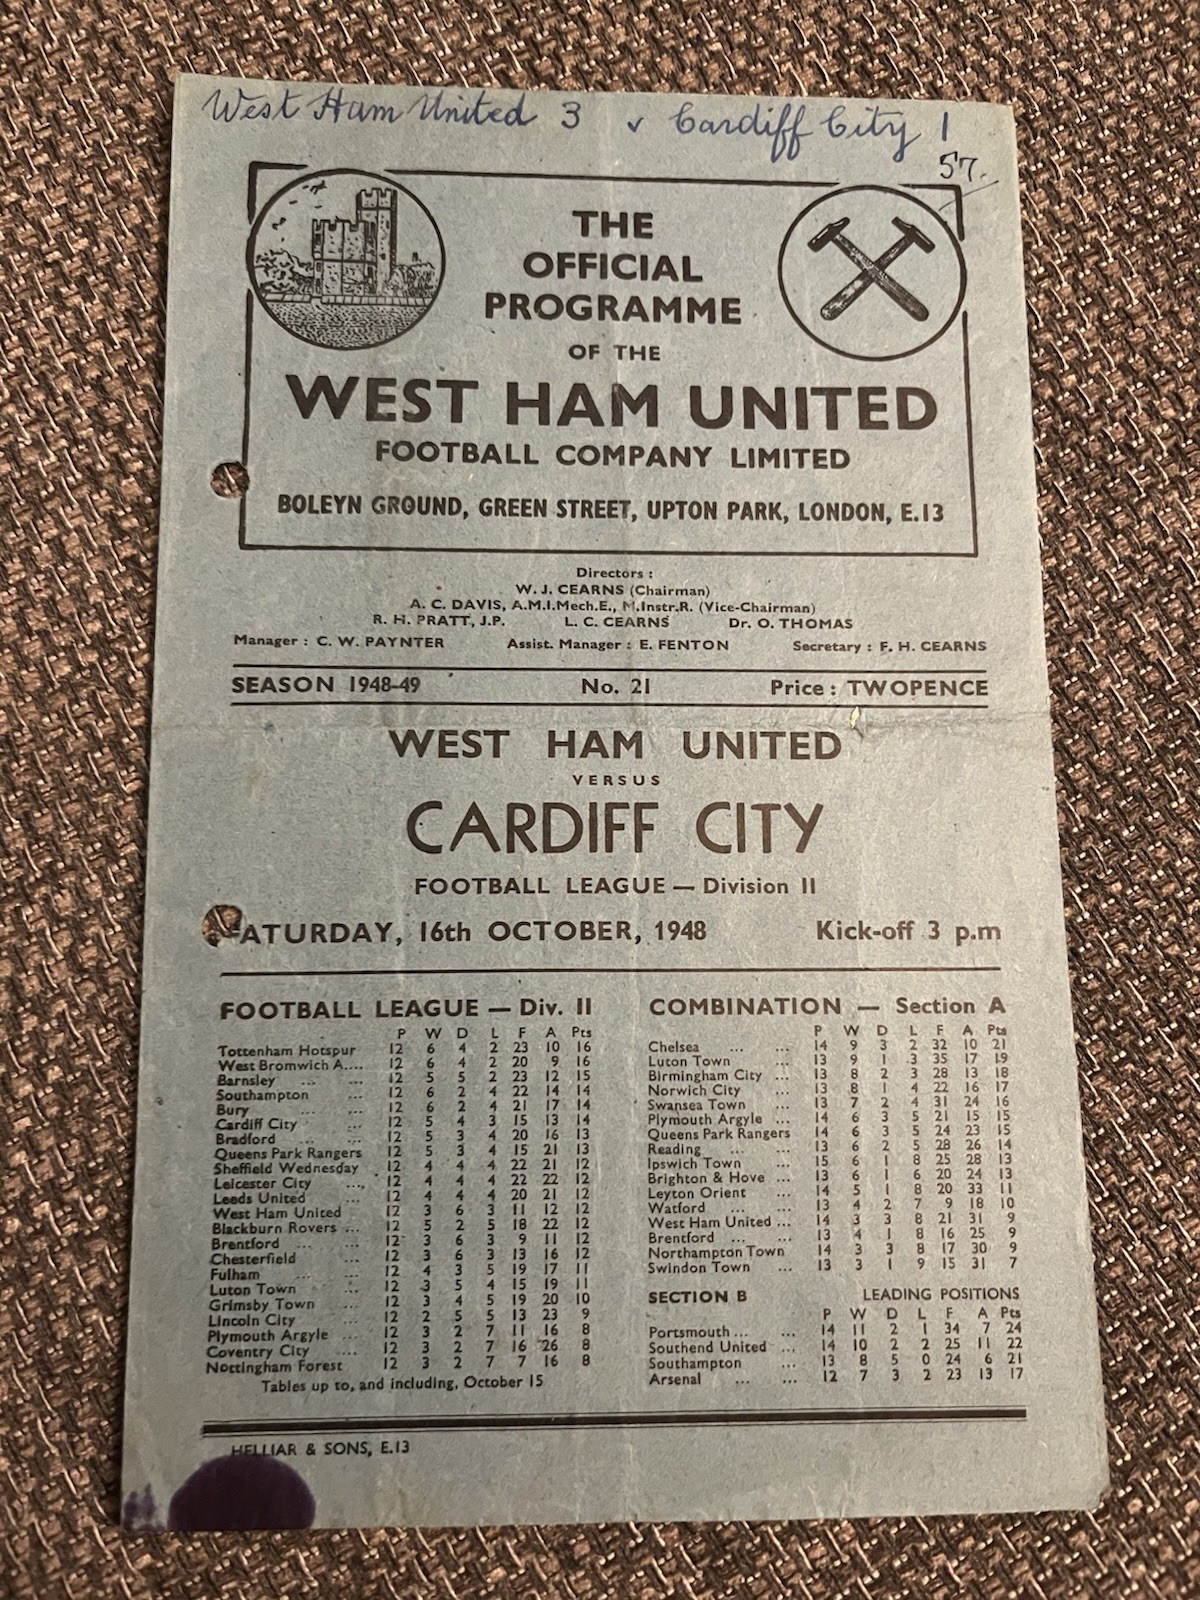 West Ham United 3 v Cardiff City 1
57.
THE
OFFICIAL
PROGRAMME
OF THE
WEST HAM UNITED
FOOTBALL COMPANY LIMITED
BOLEYN GROUND, GREEN STREET, UPTON PARK, LONDON, E.13
Directors :
W. J. CEARNS (Chairman)
A. C. DAVIS, A.M.I.Mech.E., M.Instr.R. (Vice-Chairman)
R. H. PRATT, J.P. L. C. CEARNS Dr. O. THOMAS
Manager : C. W. PAYNTER Assist. Manager : E. FENTON Secretary : F. H. CEARNS
SEASON 1948-49 No. 21 Price : TWOPENCE
WEST HAM UNITED
VERSUS
CARDIFF CITY
FOOTBALL LEAGUE — Division II
ATURDAY, 16th OCTOBER, 1948 Kick-off 3 p.m
FOOTBALL LEAGUE — Div. II
P W D L F A Pts
Tottenham Hotspur 12 6 4 2 23 10 16
West Bromwich A.... 12 6 4 2 20 9 16
Barnsley ... ... 12 5 5 2 23 12 15
Southampton ... 12 6 2 4 22 14 14
Bury ... ... 12 6 2 4 21 17 14
Cardiff City ... 12 5 4 3 15 13 14
Bradford ... ... 12 5 3 4 20 16 13
Queens Park Rangers 12 5 3 4 15 21 13
Sheffield Wednesday 12 4 4 4 22 21 12
Leicester City ..., 12 4 4 4 22 22 12
Leeds United ... 12 4 4 4 20 21 12
West Ham United 12 3 6 3 11 12 12
Blackburn Rovers ... 12 5 2 5 18 22 12
Brentford ... ... 12 3 6 3 9 11 12
Chesterfield ... 12 3 6 3 13 16 12
Fulham ... ... 12 4 3 5 19 17 11
Luton Town ... 12 3 5 4 15 19 11
Grimsby Town ... 12 3 4 5 19 20 10
Lincoln City ... 12 2 5 5 13 23 9
Plymouth Argyle ... 12 3 2 7 11 16 8
Coventry City ... 12 3 2 7 16 26 8
Nottingham Forest 12 3 2 7 7 16 8
Tables up to, and including, October 15
COMBINATION — Section A
P W D L F A Pts
Chelsea ... ... 14 9 3 2 32 10 21
Luton Town ... 13 9 1 3 35 17 19
Birmingham City ... 13 8 2 3 28 13 18
Norwich City ... 13 8 1 4 22 16 17
Swansea Town ... 13 7 2 4 31 24 16
Plymouth Argyle ... 14 6 3 5 21 15 15
Queens Park Rangers 14 6 3 5 24 23 15
Reading ... ... 13 6 2 5 28 26 14
Ipswich Town ... 15 6 1 8 25 28 13
Brighton & Hove ... 13 6 1 6 20 24 13
Leyton Orient ... 14 5 1 8 20 33 11
Watford ... ... 13 4 2 7 9 18 10
West Ham United ... 14 3 3 8 21 31 9
Brentford ... ... 13 4 1 8 16 25 9
Northampton Town 14 3 3 8 17 30 9
Swindon Town ... 13 3 1 9 15 31 7
SECTION B LEADING POSITIONS
P W D L F A Pts
Portsmouth ... ... 14 11 2 1 34 7 24
Southend United ... 14 10 2 2 25 11 22
Southampton ... 13 8 5 0 24 6 21
Arsenal ... ... 12 7 3 2 23 13 17
HELLIAR & SONS, E.13